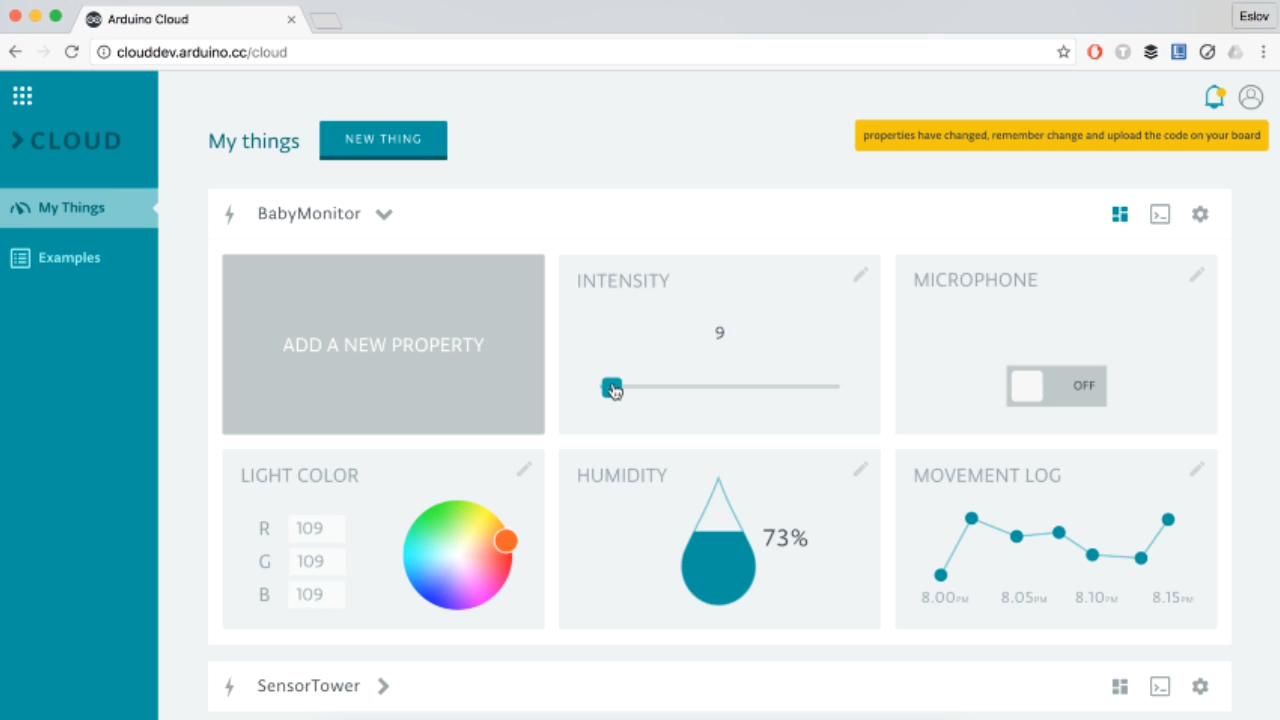 Arduino Cloud
Eslov
clouddev.arduino.cc/cloud
CLOUD
My Things
Examples
My things
NEW THING
properties have changed, remember change and upload the code on your board
BabyMonitor
ADD A NEW PROPERTY
INTENSITY
9
MICROPHONE
OFF
LIGHT COLOR
R 109
G 109
B 109
HUMIDITY
73%
MOVEMENT LOG
8.00PM 8.05PM 8.10PM 8.15PM
SensorTower